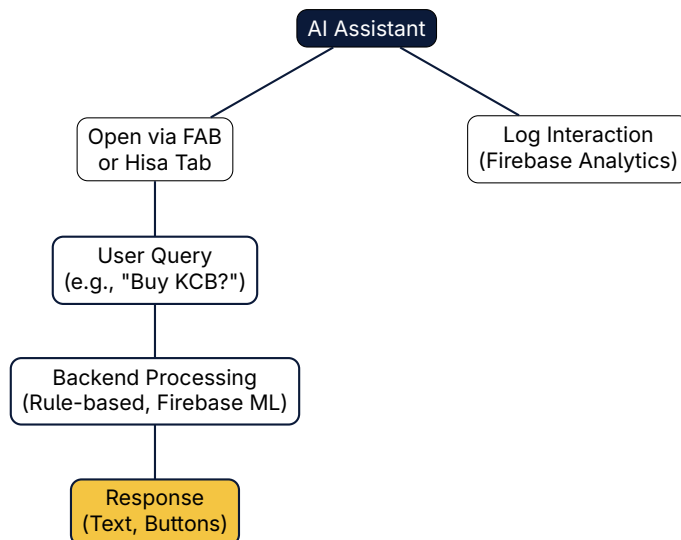 AI Assistant
Open via FAB
or Hisa Tab
Log Interaction
(Firebase Analytics)
User Query
(e.g., "Buy KCB?")
Backend Processing
(Rule-based, Firebase ML)
Response
(Text, Buttons)